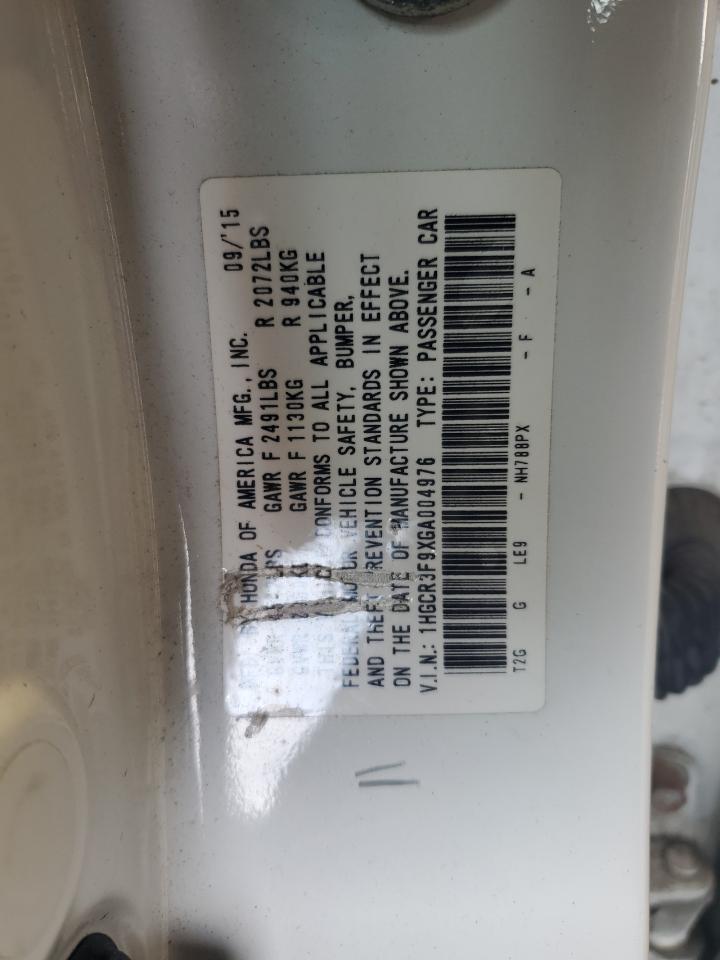 BY HONDA OF AMERICA MFG., INC. 09/'15
GAWR F 2491LBS R 2072LBS
GAWR F 1130KG R 940KG
CONFORMS TO ALL APPLICABLE
VEHICLE SAFETY, BUMPER,
AND THEFT PREVENTION STANDARDS IN EFFECT
ON THE DATE OF MANUFACTURE SHOWN ABOVE.
V.I.N.: 1HGCR3F9XGA004976 TYPE: PASSENGER CAR
T2G G LE9 - NH788PX - F - A